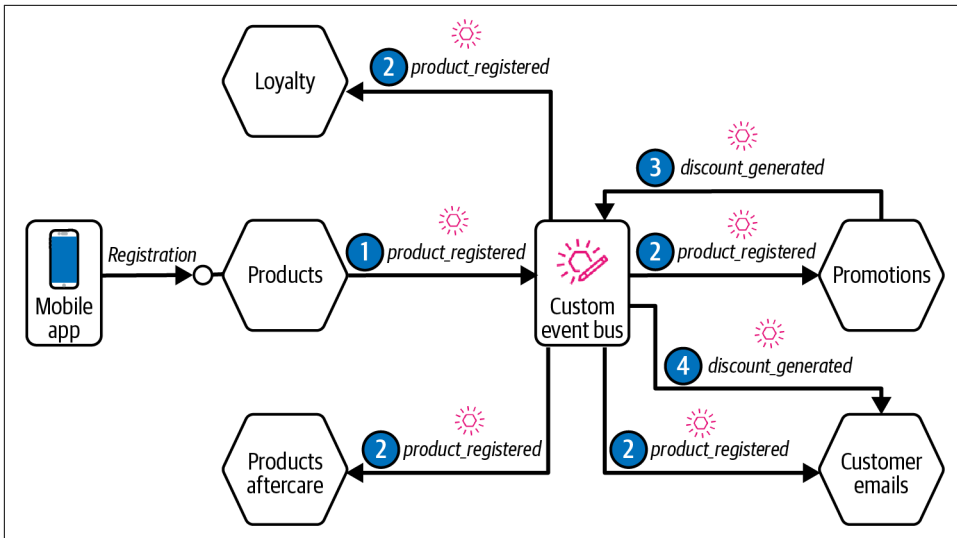 Loyalty
2 product_registered
3 discount_generated
Registration
Mobile
app
Products
1 product_registered
Custom
event bus
2 product_registered
Promotions
4 discount_generated
Products
aftercare
2 product_registered
2 product_registered
Customer
emails